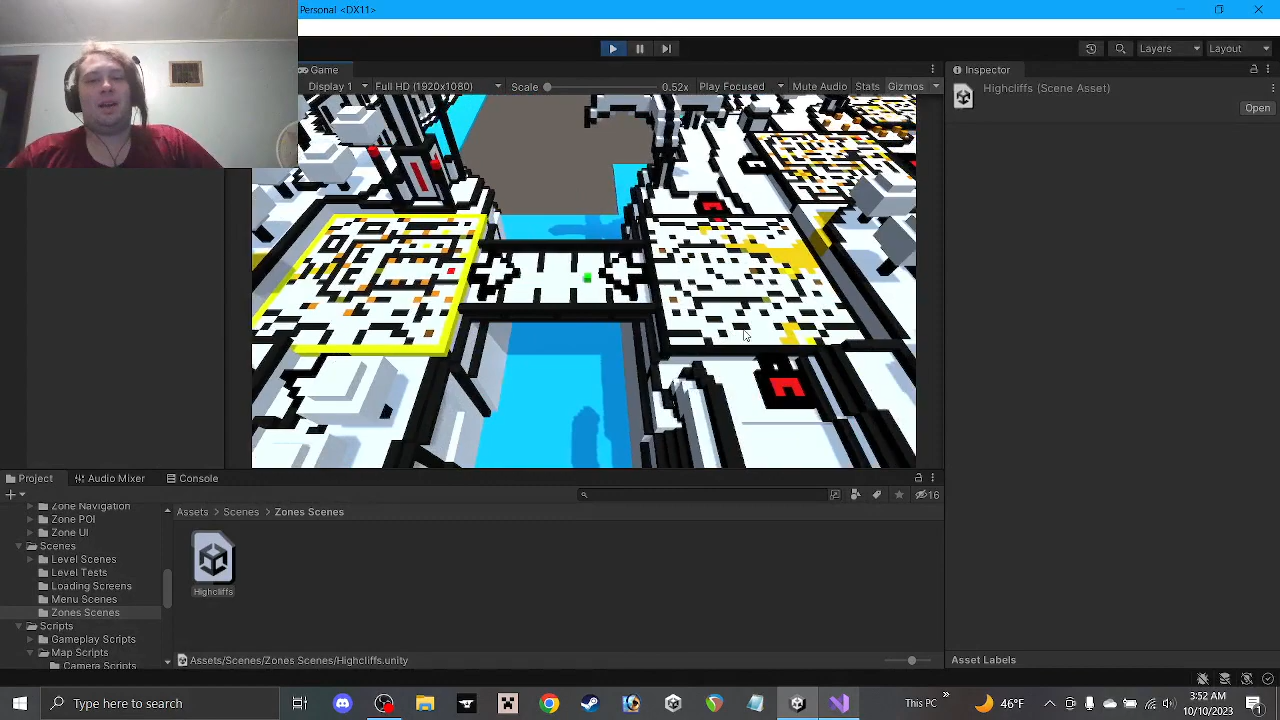 Personal <DX11>
Game
Inspector
Layers
Layout
Display 1
Full HD (1920x1080)
Scale
0.52x
Play Focused
Mute Audio
Stats
Gizmos
Highcliffs (Scene Asset)
Open
Project
Audio Mixer
Console
16
Zone Navigation
Zone POI
Zone UI
Scenes
Level Scenes
Level Tests
Loading Screens
Menu Scenes
Zones Scenes
Scripts
Gameplay Scripts
Map Scripts
Camera Scripts
Assets > Scenes > Zones Scenes
Highcliffs
Assets/Scenes/Zones Scenes/Highcliffs.unity
Asset Labels
Type here to search
This PC
46°F
3:52 AM
10/10/2023
1